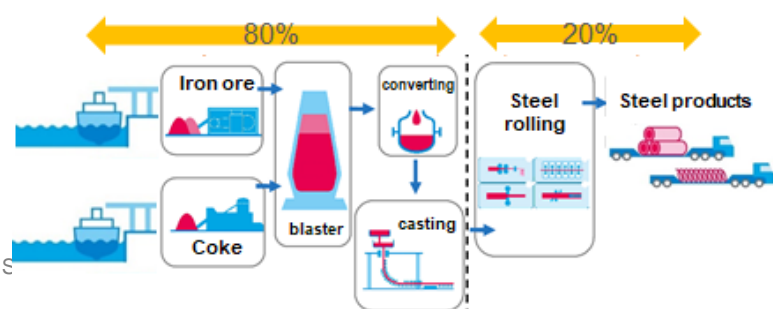 80%
20%
Iron ore
converting
Steel
rolling
Steel products
blaster
casting
Coke
S